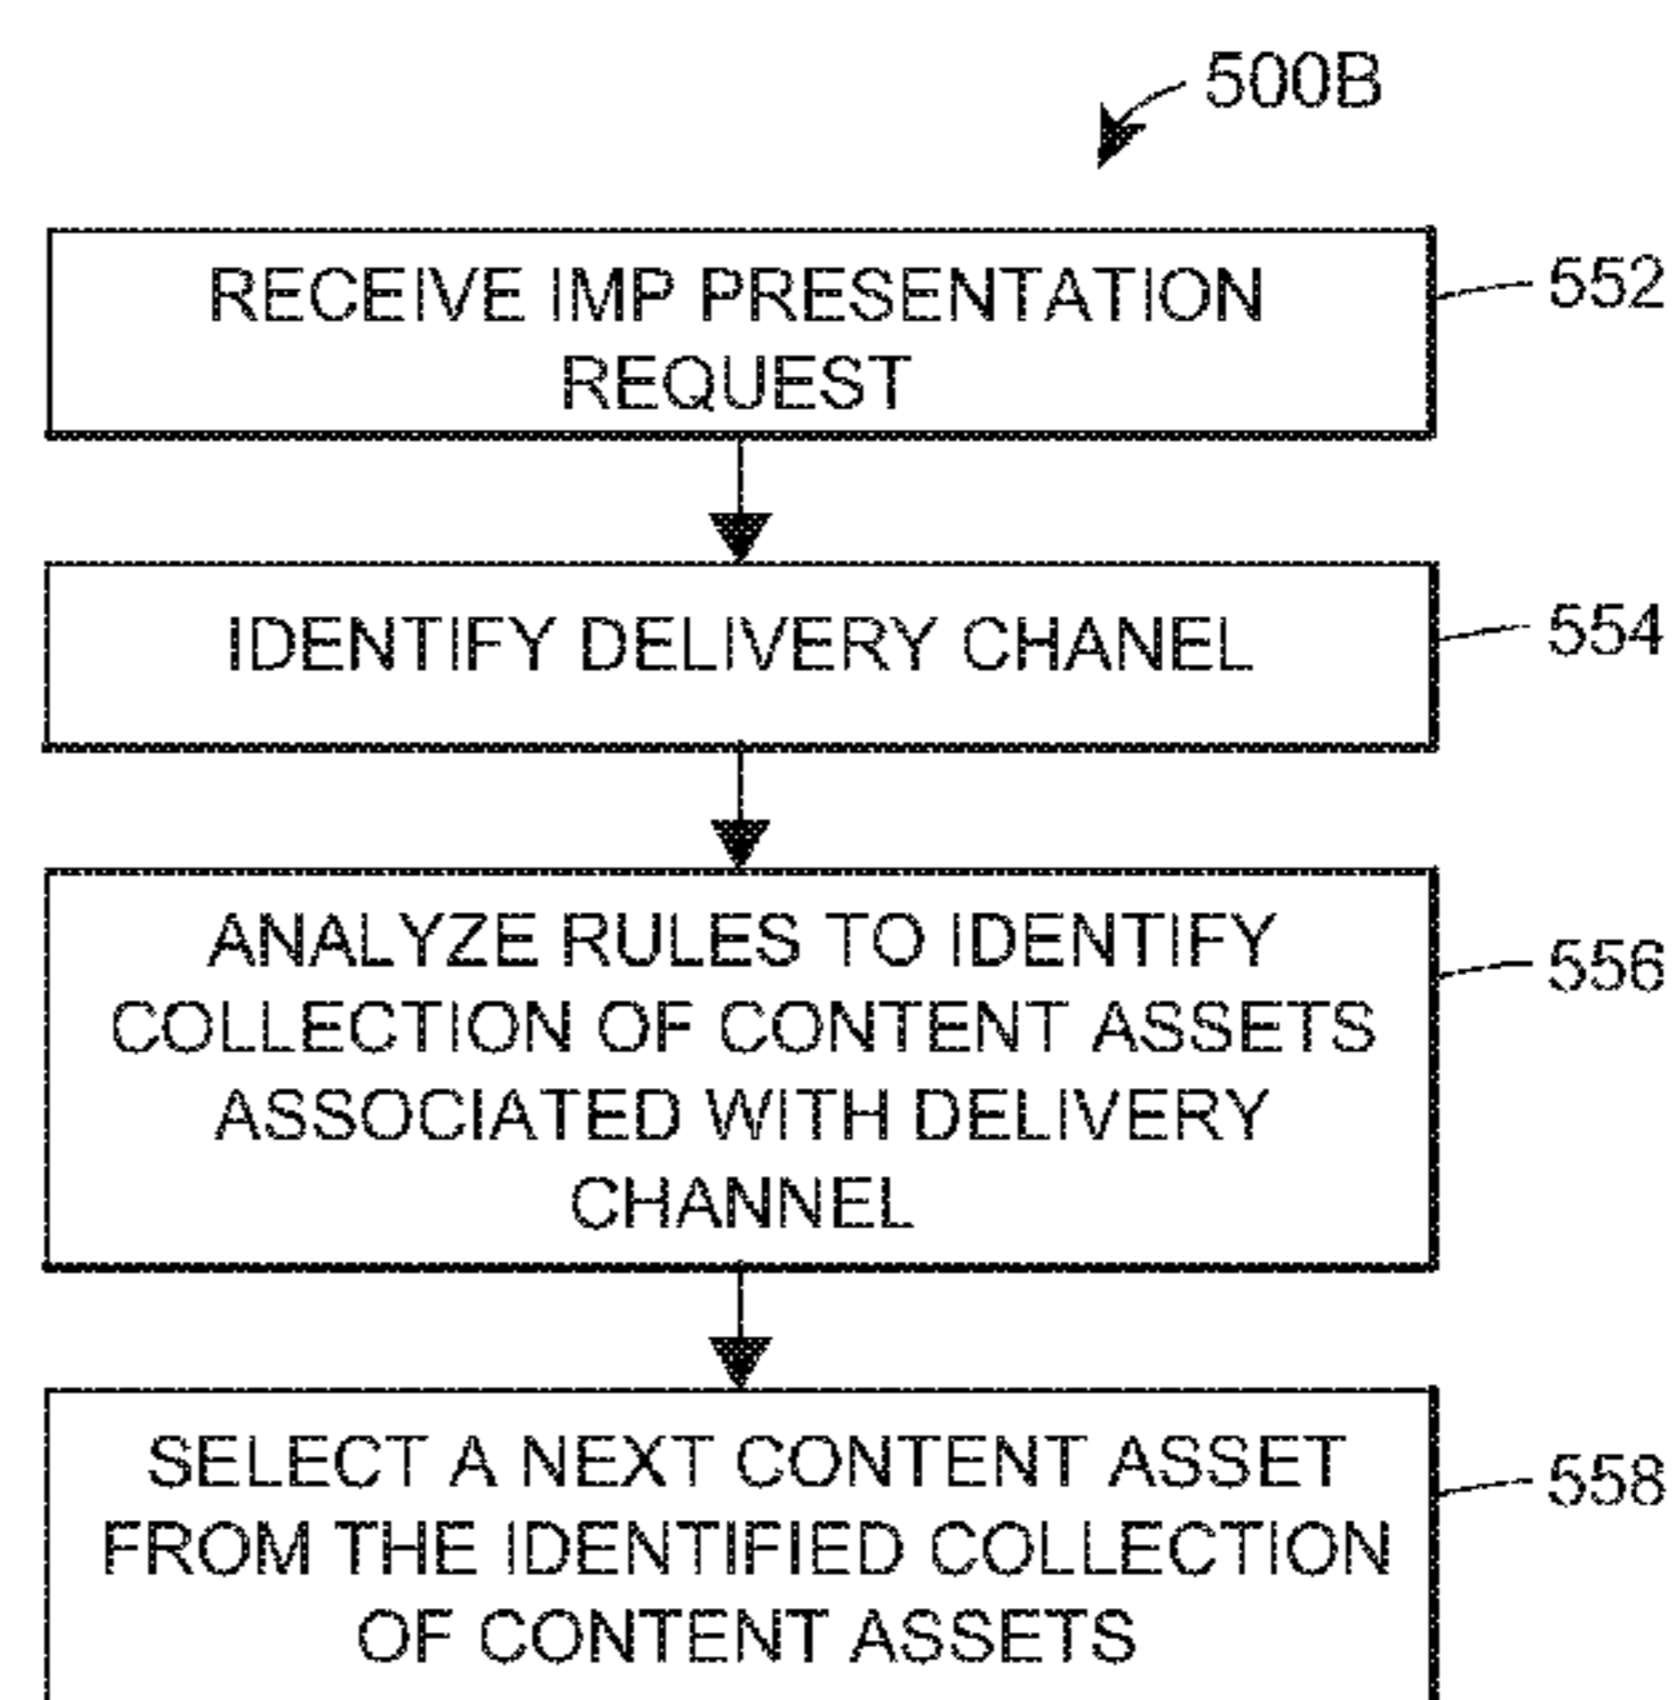 500B
RECEIVE IMP PRESENTATION
REQUEST
552
IDENTIFY DELIVERY CHANEL
554
ANALYZE RULES TO IDENTIFY
COLLECTION OF CONTENT ASSETS
ASSOCIATED WITH DELIVERY
CHANNEL
556
SELECT A NEXT CONTENT ASSET
FROM THE IDENTIFIED COLLECTION
OF CONTENT ASSETS
558